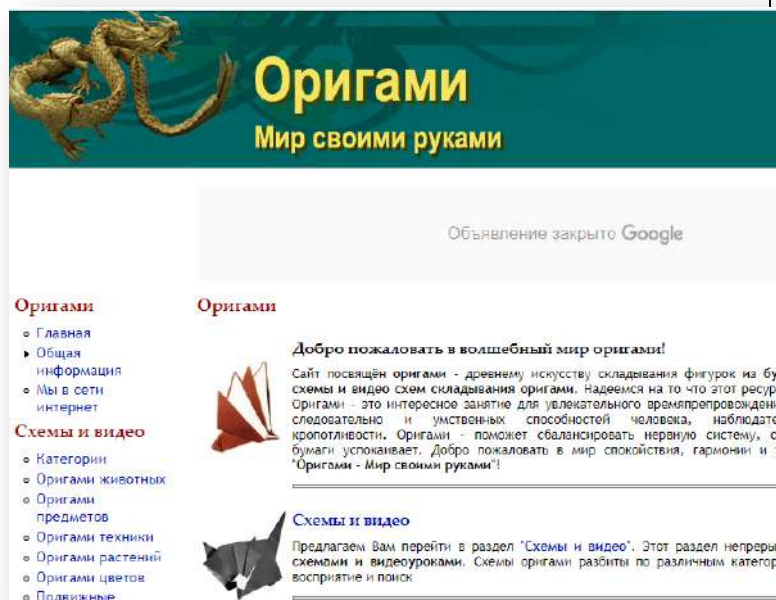 Оригами
Мир своими руками
Объявление закрыто Google
Оригами
Главная
Общая
информация
Мы в сети
интернет
Схемы и видео
Категории
Оригами животных
Оригами
предметов
Оригами техники
Оригами растений
Оригами цветов
Подвижные
Оригами
Добро пожаловать в волшебный мир оригами!
Сайт посвящён оригами - древнему искусству складывания фигурок из бу
схемы и видео схем складывания оригами. Надеемся на то что этот ресур
Оригами - это интересное занятие для увлекательного времяпрепровождени
следовательно и умственных способностей человека, наблюдате
кропотливости. Оригами - поможет сбалансировать нервную систему, с
бумаги успокаивает. Добро пожаловать в мир спокойствия, гармонии и
"Оригами - Мир своими руками"!
Схемы и видео
Предлагаем Вам перейти в раздел "Схемы и видео". Этот раздел непреры
схемами и видеоуроками. Схемы оригами разбиты по различным категор
восприятие и поиск